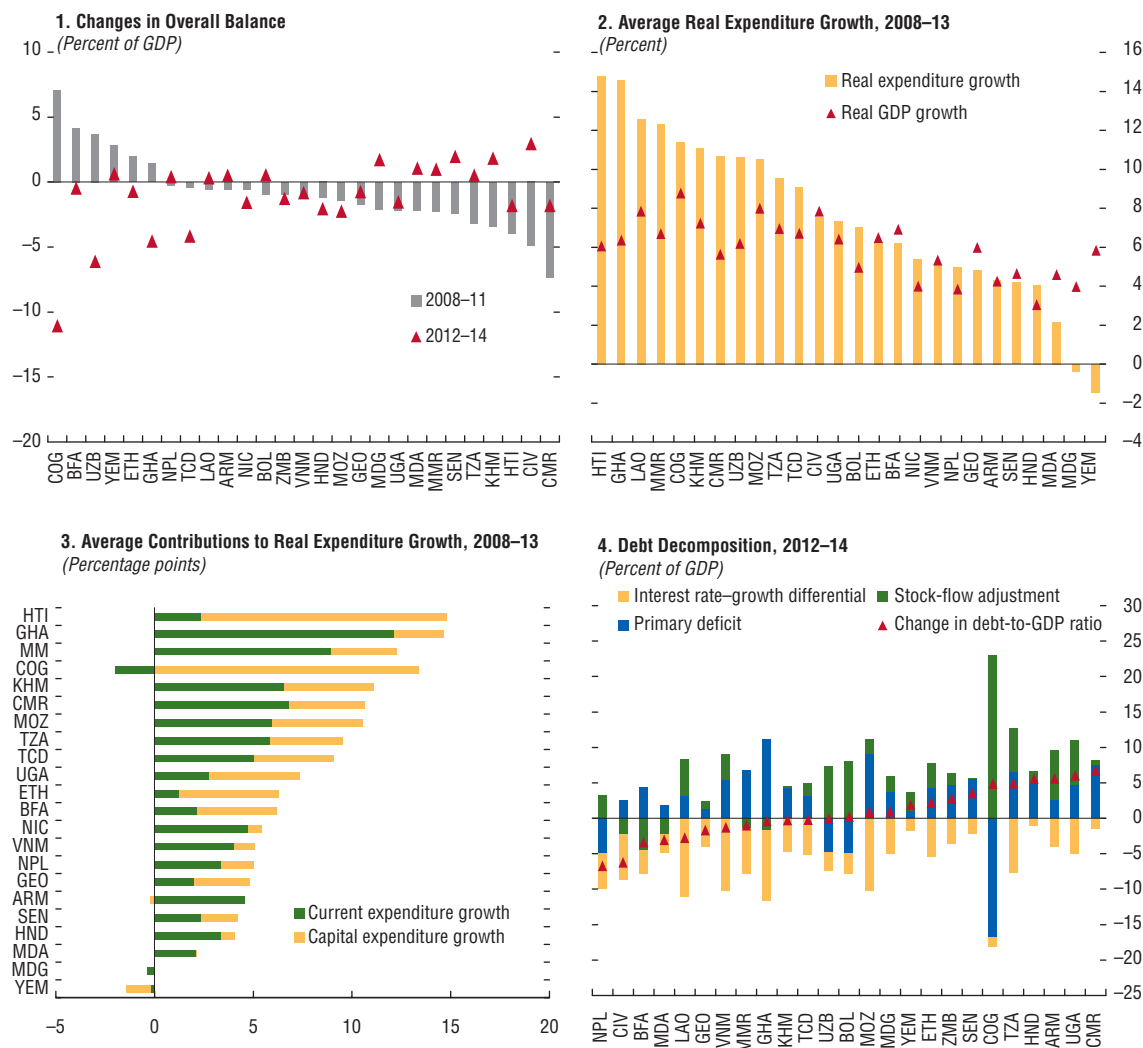 1. Changes in Overall Balance
(Percent of GDP)
10
5
0
–5
–10
–15
–20
2008–11
2012–14
COG BFA UZB YEM ETH GHA NPL TCD LAO ARM NIC BOL ZMB VNM HND MOZ GEO MDG UGA MDA MMR SEN TZA KHM HTI CIV CMR
2. Average Real Expenditure Growth, 2008–13
(Percent)
16
14
12
10
8
6
4
2
0
–2
–4
Real expenditure growth
Real GDP growth
HTI GHA LAO MNR COG KHM CMR UZB MOZ TZA TCD CIV UGA BOL ETH BFA NIC VNM NPL GEO ARM SEN HND MDA MDG YEM
3. Average Contributions to Real Expenditure Growth, 2008–13
(Percentage points)
HTI
GHA
MM
COG
KHM
CMR
MOZ
TZA
TCD
UGA
ETH
BFA
NIC
VNM
NPL
GEO
ARM
SEN
HND
MDA
MDG
YEM
Current expenditure growth
Capital expenditure growth
–5 0 5 10 15 20
4. Debt Decomposition, 2012–14
(Percent of GDP)
Interest rate–growth differential
Stock-flow adjustment
Primary deficit
Change in debt-to-GDP ratio
30
25
20
15
10
5
0
–5
–10
–15
–20
–25
NPL CIV BFA MDA LAO GEO VNM MMR GHA KHM TCD UZB BOL MOZ MDG YEM ETH ZMB SEN COG TZA HND ARM UGA CMR